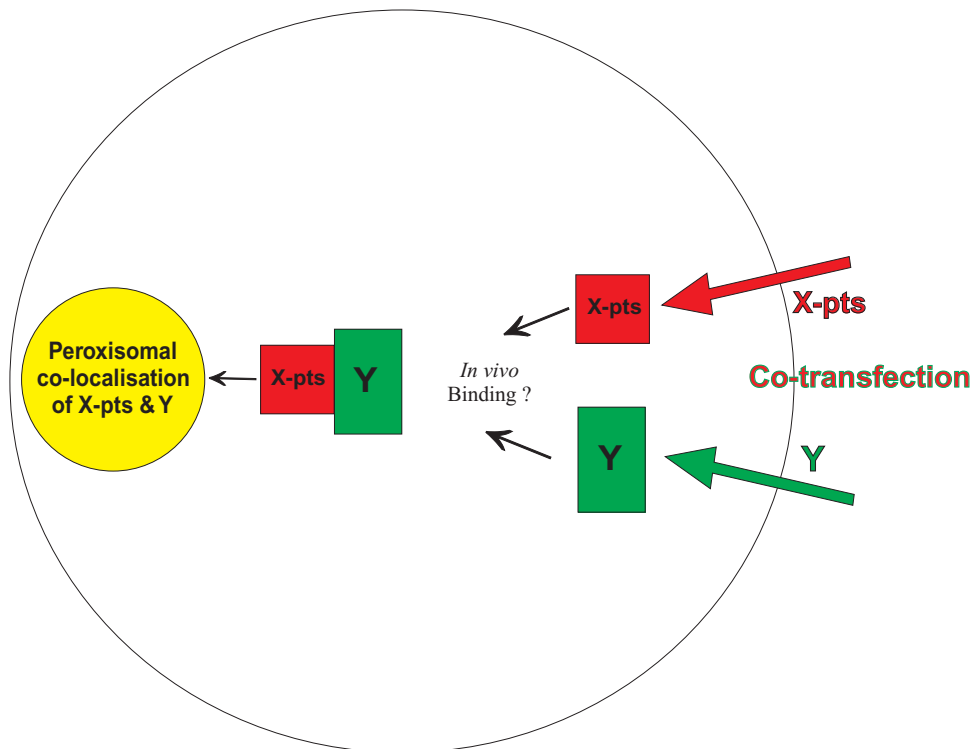 Peroxisomal
co-localisation
of X-pts & Y
X-pts
Y
In vivo
Binding ?
X-pts
Y
X-pts
Co-transfection
Y